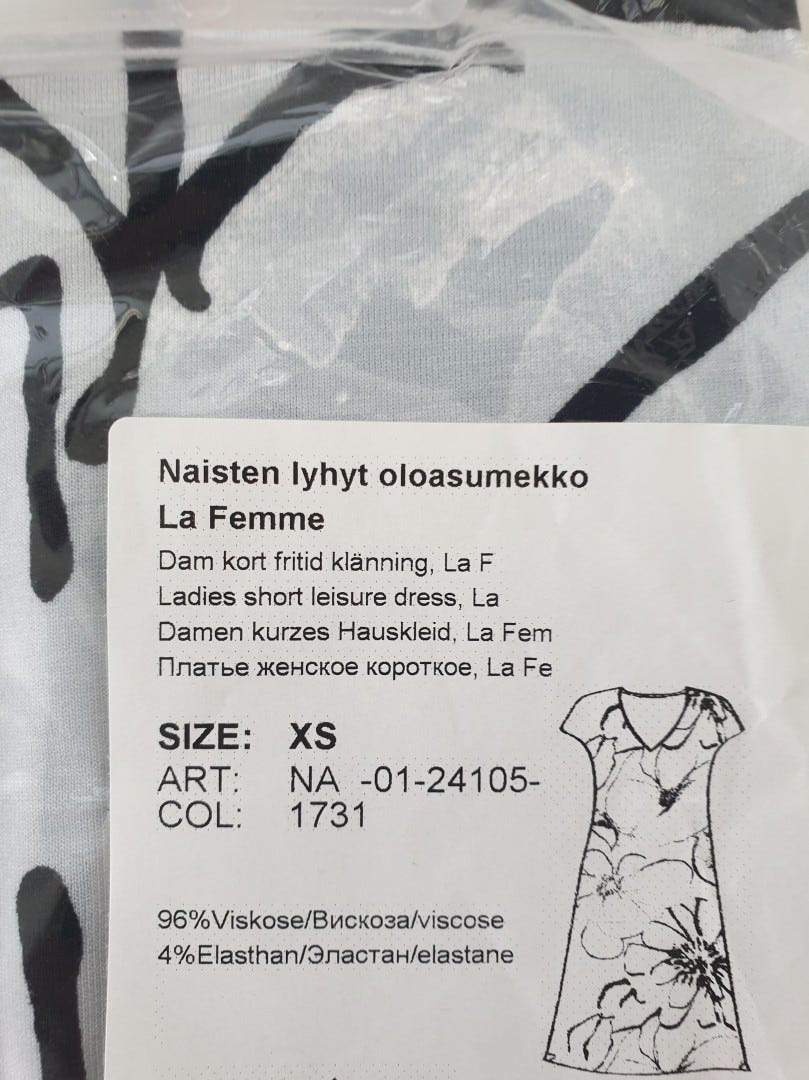 Naisten lyhyt oloasumekko
La Femme
Dam kort fritid klänning, La F
Ladies short leisure dress, La
Damen kurzes Hauskleid, La Fem
Платье женское короткое, La Fe
SIZE: XS
ART: NA -01-24105-
COL: 1731
96%Viskose/Вискоза/viscose
4%Elasthan/Эластан/elastane